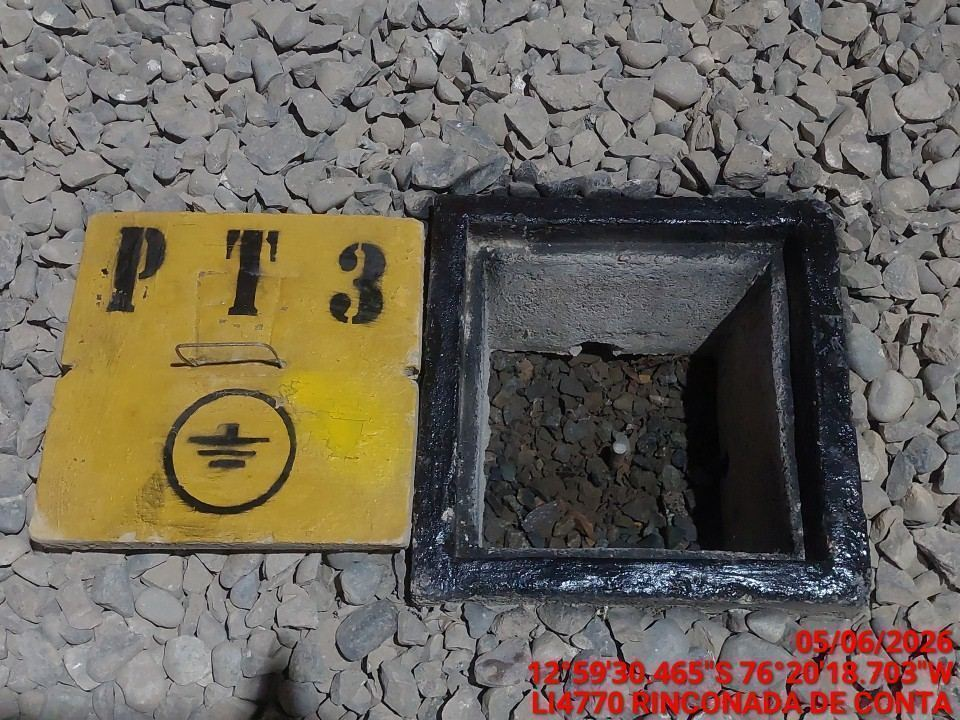 PT3
05/06/2026
12°59'30.465"S 76°20'18.703"W
LI4770 RINCONADA DE CONTA